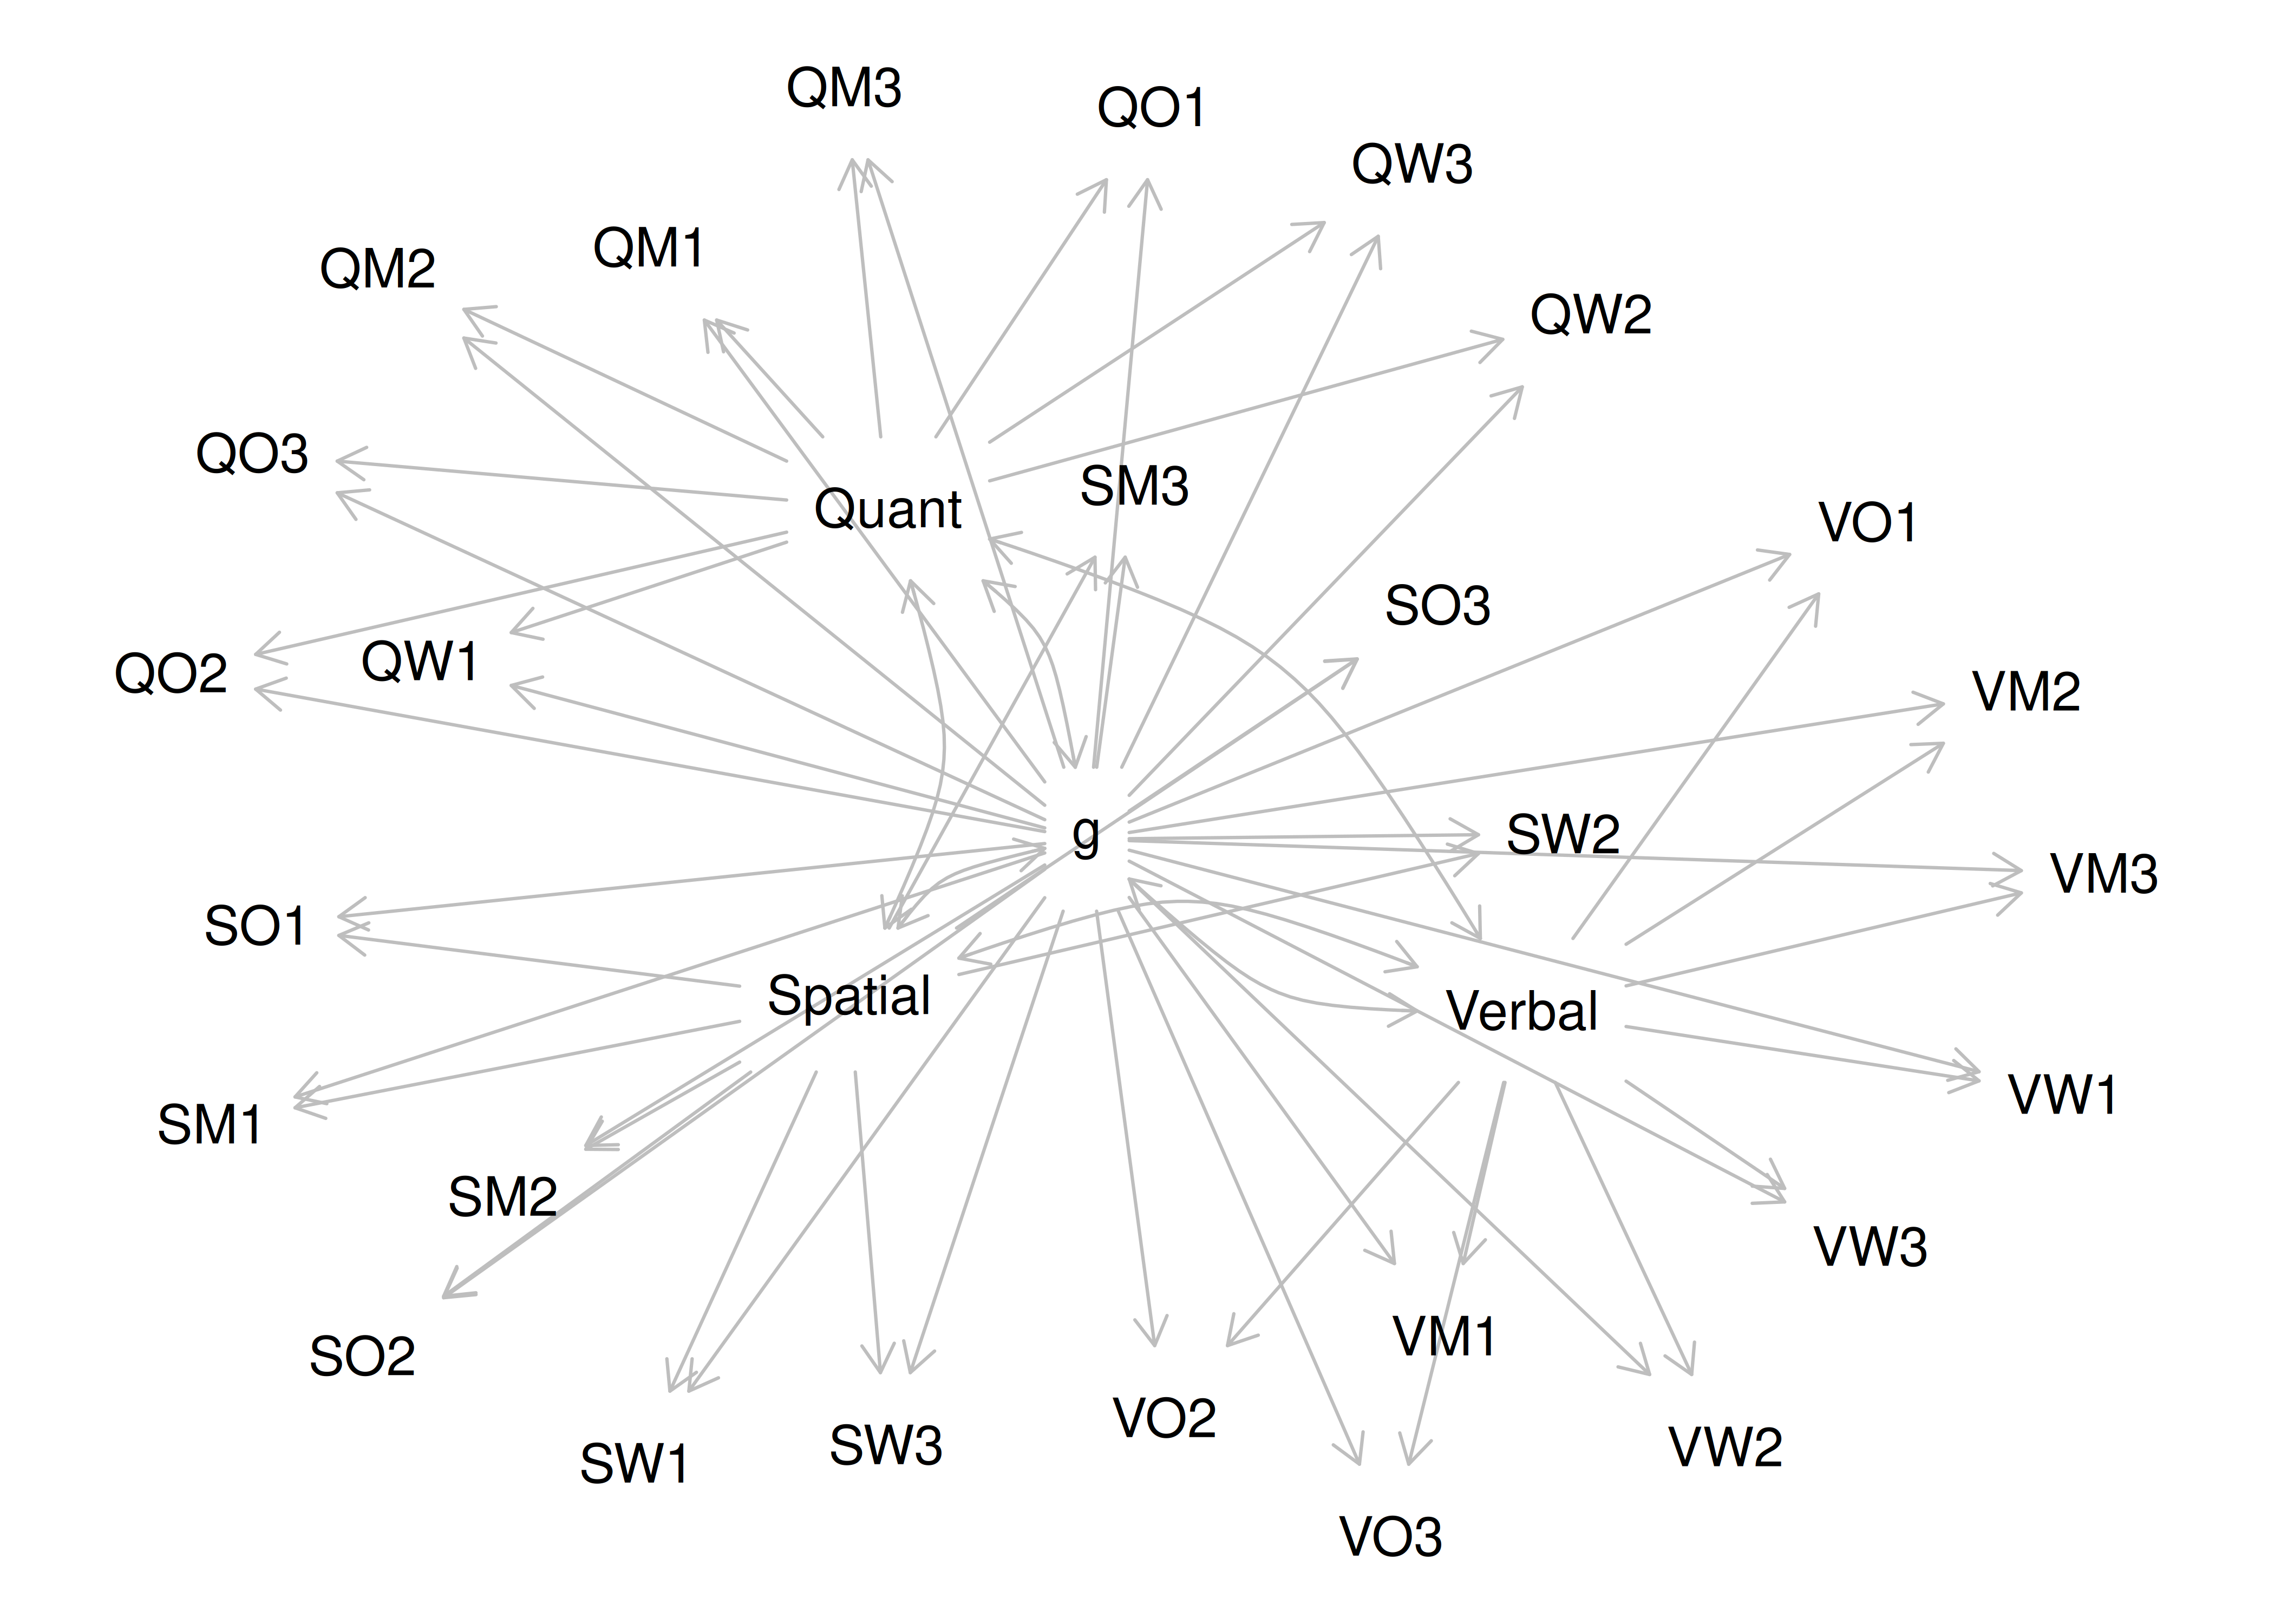 QM3
QO1
QW3
QM1
QM2
QW2
QO3
SM3
Quant
VO1
SO3
QW1
QO2
VM2
g
SW2
VM3
SO1
Spatial
Verbal
VW1
SM1
SM2
VW3
VM1
SO2
VO2
SW3
VW2
SW1
VO3